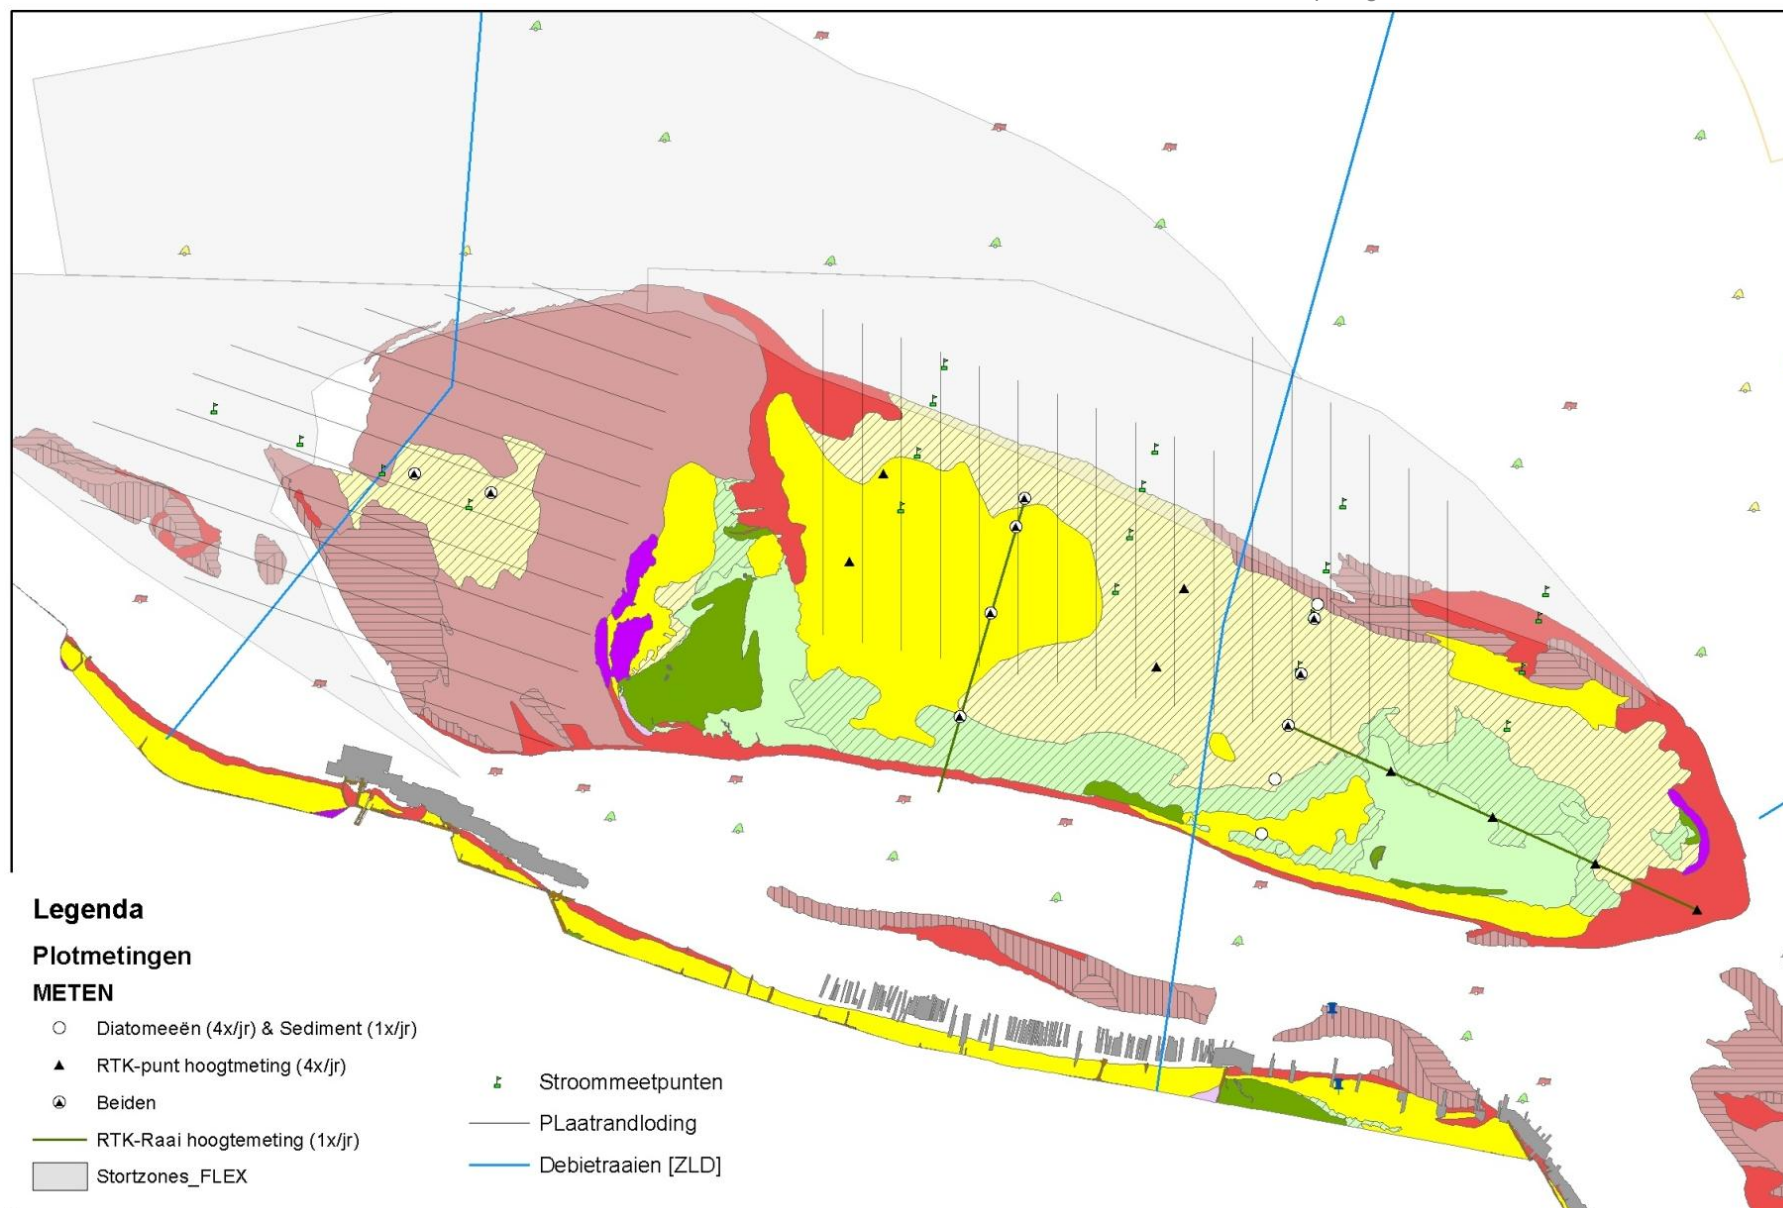 Legenda
Plotmetingen
METEN
Diatomeeën (4x/jr) & Sediment (1x/jr)
RTK-punt hoogtmeting (4x/jr)
Beiden
RTK-Raai hoogtemeting (1x/jr)
Stortzones_FLEX
Stroommeetpunten
PLaatrandloding
Debietraaien [ZLD]